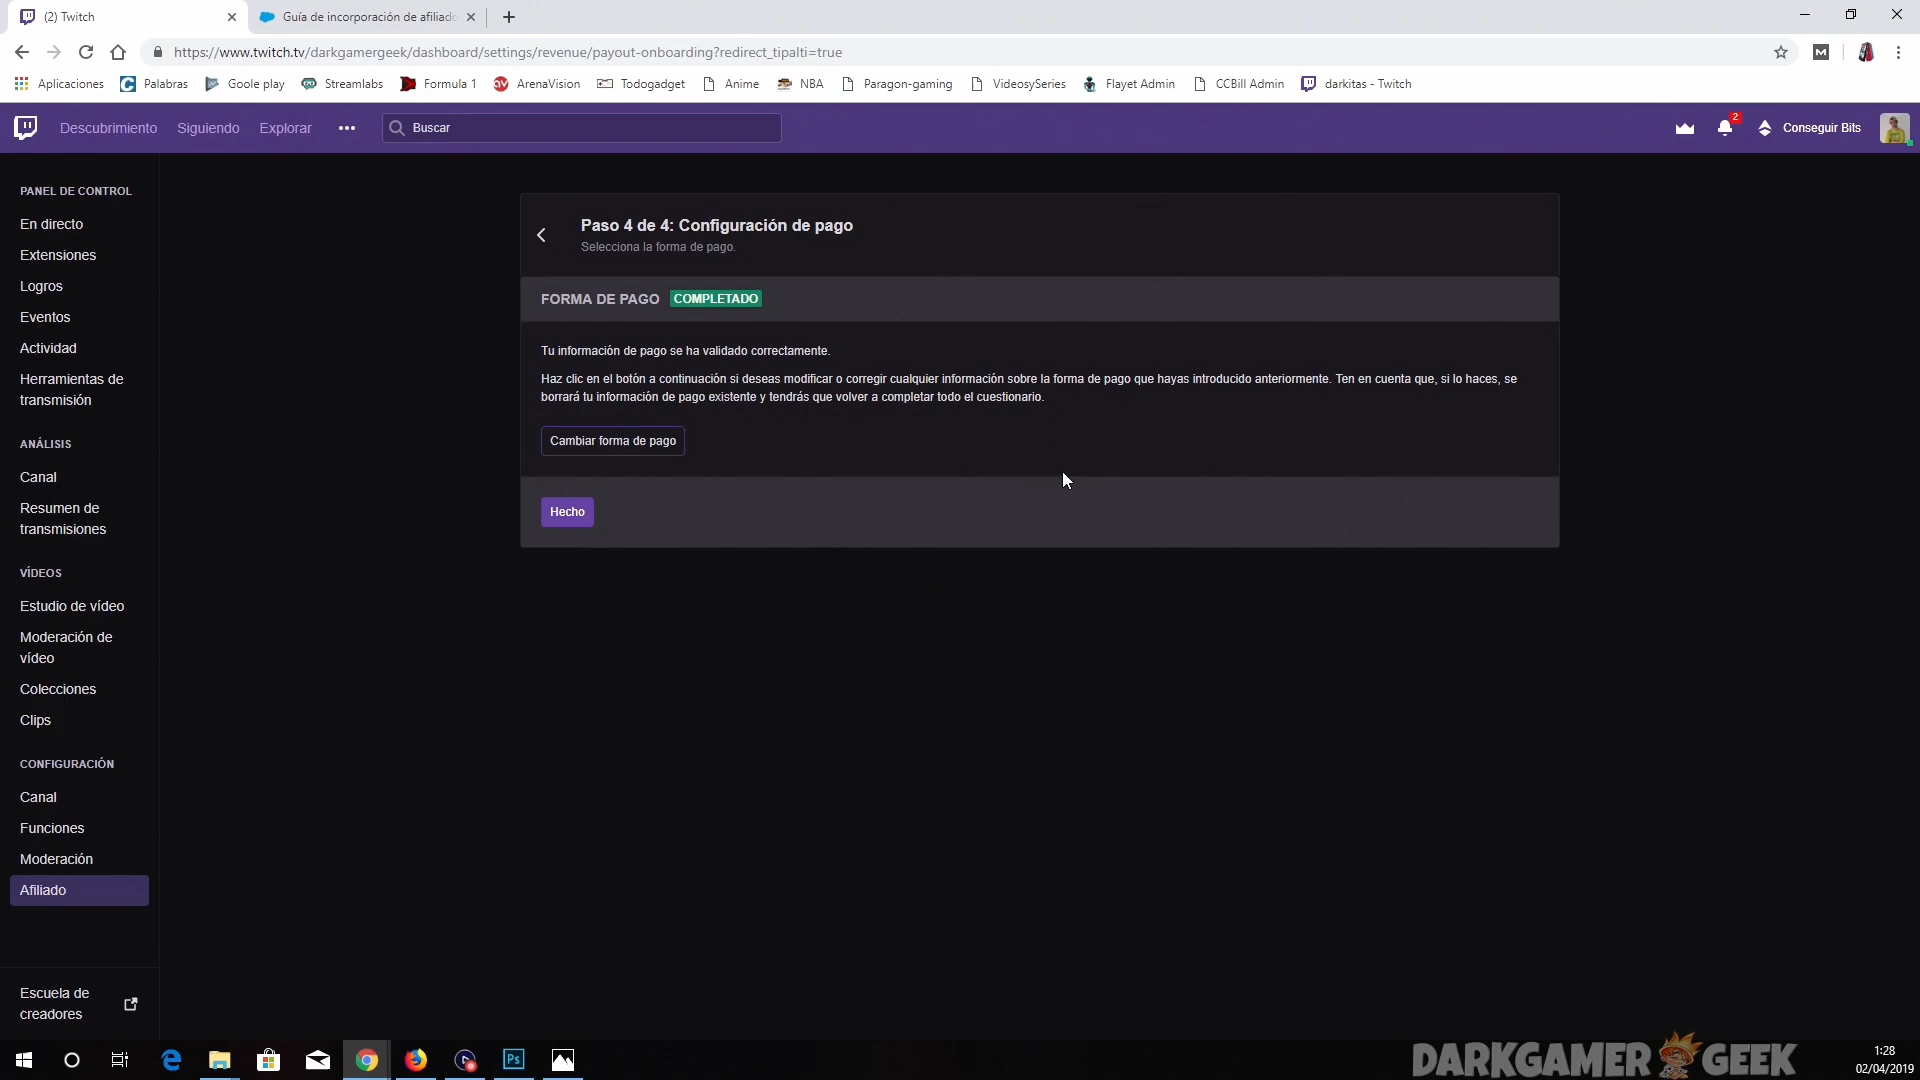 (2) Twitch
Guía de incorporación de afiliado
https://www.twitch.tv/darkgamergeek/dashboard/settings/revenue/payout-onboarding?redirect_tipalti=true
Aplicaciones Palabras Goole play Streamlabs Formula 1 ArenaVision Todogadget Anime NBA Paragon-gaming VideosySeries Flayet Admin CCBill Admin darkitas - Twitch
Descubrimiento Siguiendo Explorar ••• Buscar 2 Conseguir Bits
PANEL DE CONTROL
En directo
Extensiones
Logros
Eventos
Actividad
Herramientas de
transmisión
ANÁLISIS
Canal
Resumen de
transmisiones
VÍDEOS
Estudio de vídeo
Moderación de
vídeo
Colecciones
Clips
CONFIGURACIÓN
Canal
Funciones
Moderación
Afiliado
Escuela de
creadores
Paso 4 de 4: Configuración de pago
Selecciona la forma de pago.
FORMA DE PAGO COMPLETADO
Tu información de pago se ha validado correctamente.
Haz clic en el botón a continuación si deseas modificar o corregir cualquier información sobre la forma de pago que hayas introducido anteriormente. Ten en cuenta que, si lo haces, se
borrará tu información de pago existente y tendrás que volver a completar todo el cuestionario.
Cambiar forma de pago
Hecho
Ps
DARKGAMER GEEK
1:28
02/04/2019